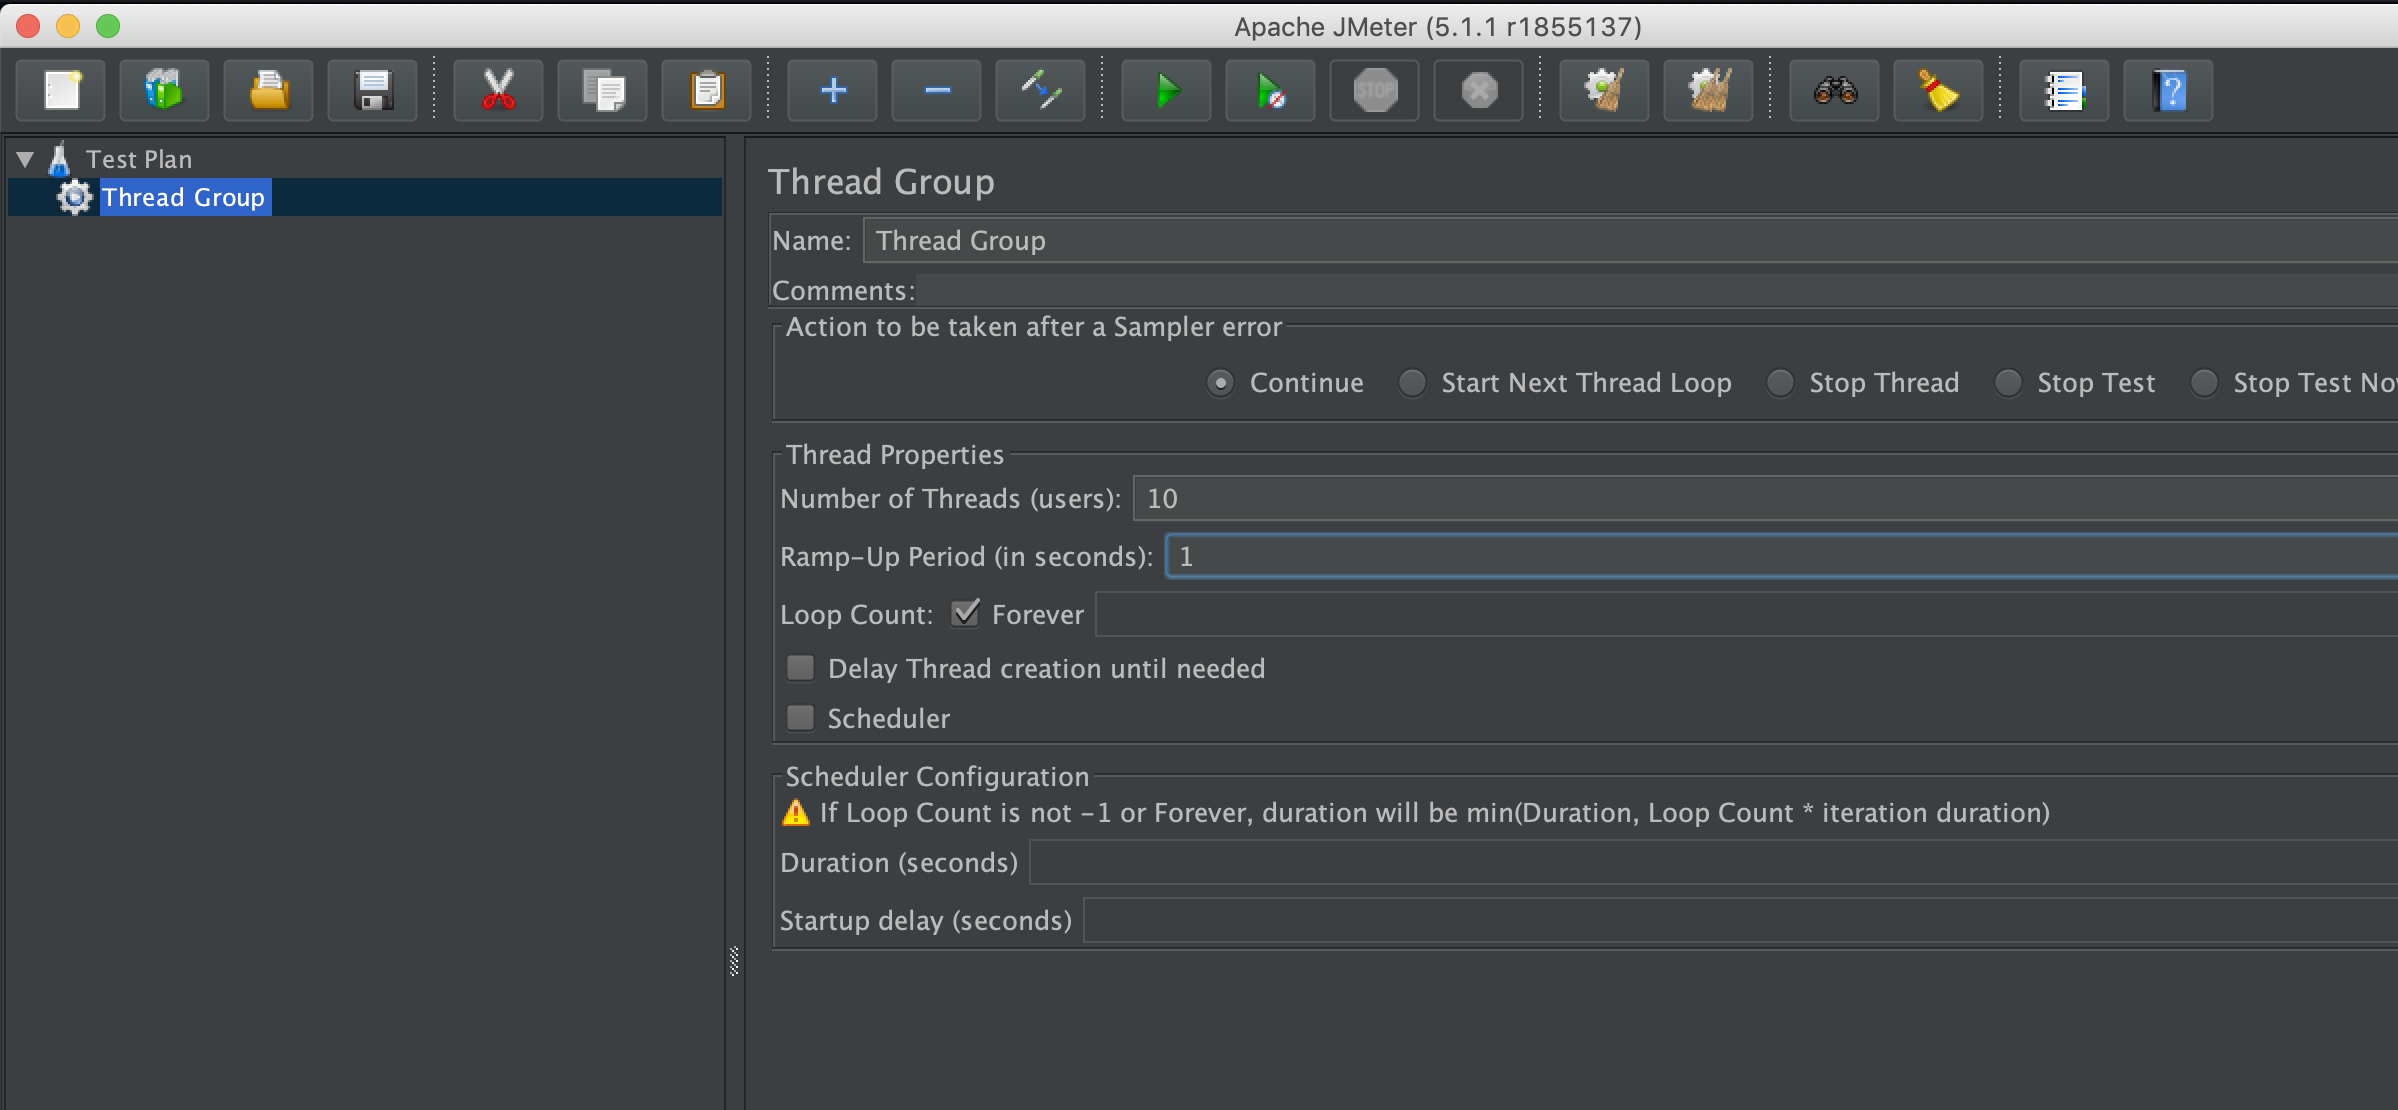 Apache JMeter (5.1.1 r1855137)
STOP
?
Test Plan
Thread Group
Thread Group
Name: Thread Group
Comments:
Action to be taken after a Sampler error
Continue Start Next Thread Loop Stop Thread Stop Test Stop Test No
Thread Properties
Number of Threads (users): 10
Ramp-Up Period (in seconds): 1
Loop Count: Forever
Delay Thread creation until needed
Scheduler
Scheduler Configuration
If Loop Count is not -1 or Forever, duration will be min(Duration, Loop Count * iteration duration)
Duration (seconds)
Startup delay (seconds)